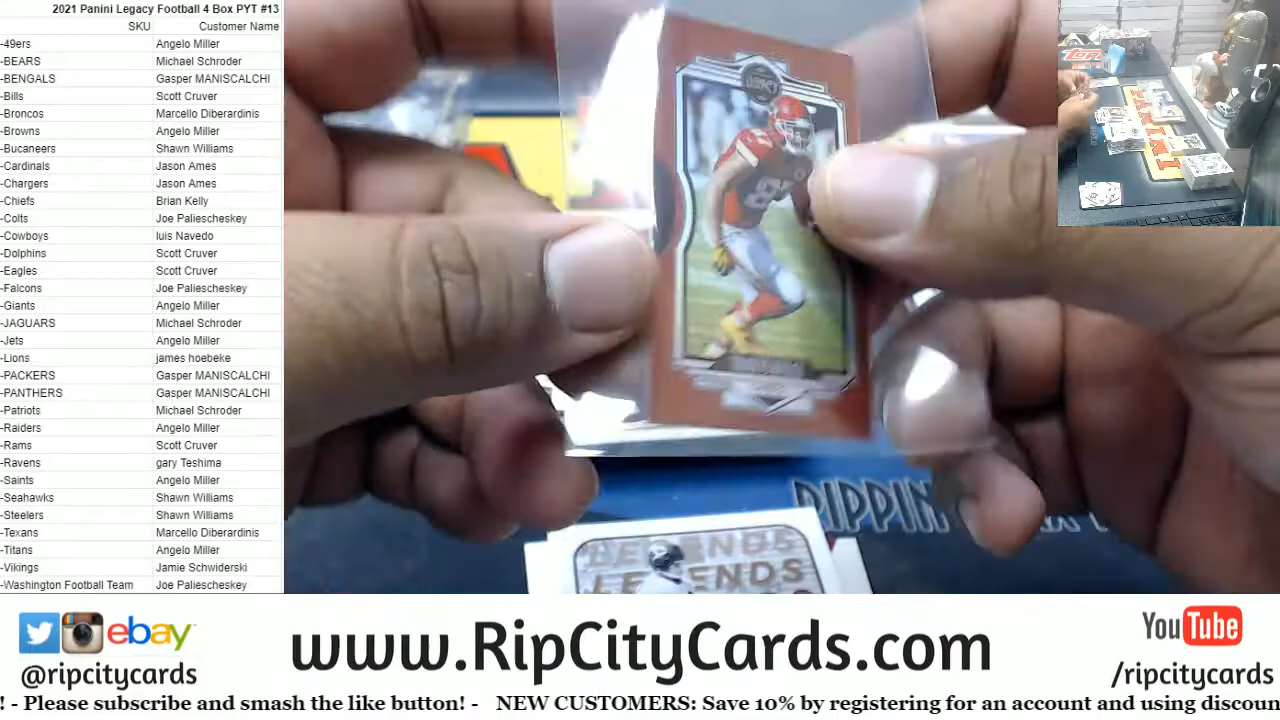 2021 Panini Legacy Football 4 Box PYT #13
SKU Customer Name
-49ers Angelo Miller
-BEARS Michael Schroder
-BENGALS Gasper MANISCALCHI
-Bills Scott Cruver
-Broncos Marcello Diberardinis
-Browns Angelo Miller
-Bucaneers Shawn Williams
-Cardinals Jason Ames
-Chargers Jason Ames
-Chiefs Brian Kelly
-Colts Joe Paliescheskey
-Cowboys luis Navedo
-Dolphins Scott Cruver
-Eagles Scott Cruver
-Falcons Joe Paliescheskey
-Giants Angelo Miller
-JAGUARS Michael Schroder
-Jets Angelo Miller
-Lions james hoebeke
-PACKERS Gasper MANISCALCHI
-PANTHERS Gasper MANISCALCHI
-Patriots Michael Schroder
-Raiders Angelo Miller
-Rams Scott Cruver
-Ravens gary Teshima
-Saints Angelo Miller
-Seahawks Shawn Williams
-Steelers Shawn Williams
-Texans Marcello Diberardinis
-Titans Angelo Miller
-Vikings Jamie Schwiderski
-Washington Football Team Joe Paliescheskey
87
PANINI
RIPPIN
LEGENDS
LEGENDS
ebay
@ripcitycards
www.RipCityCards.com
YouTube
/ripcitycards
! - Please subscribe and smash the like button! - NEW CUSTOMERS: Save 10% by registering for an account and using discoun